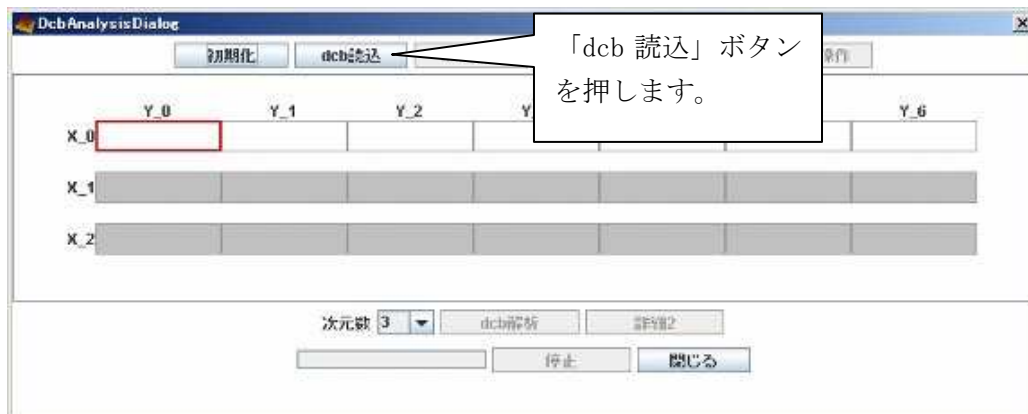 DcbAnalysisDialog
初期化 dcb読込
「dcb 読込」ボタン
を押します。
操作
Y_0 Y_1 Y_2 Y_6
X_0
X_1
X_2
次元数 3 dcb解析 詳細2
停止 閉じる